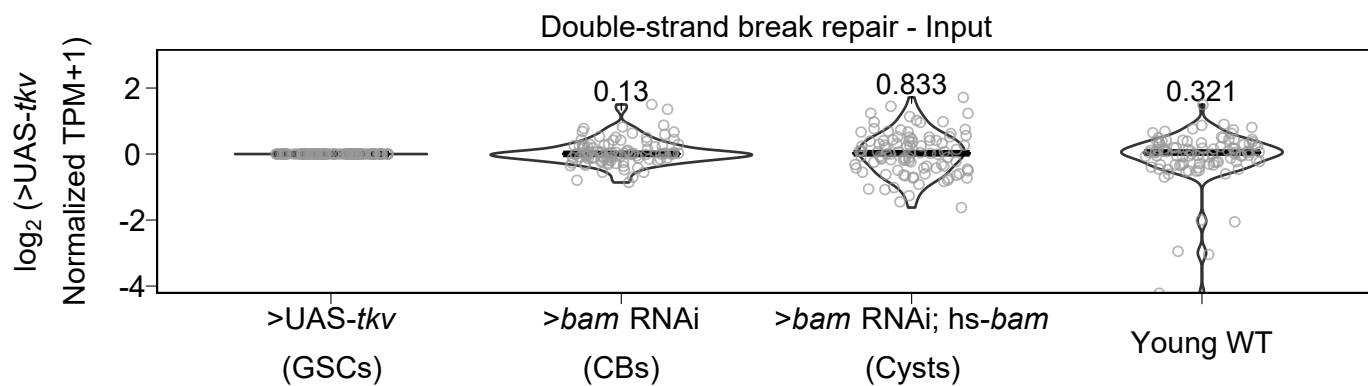 Double-strand break repair - Input
log₂ (>UAS-tkv
Normalized TPM+1)
2
0
-2
-4
0.13
0.833
0.321
>UAS-tkv
(GSCs)
>bam RNAi
(CBs)
>bam RNAi; hs-bam
(Cysts)
Young WT